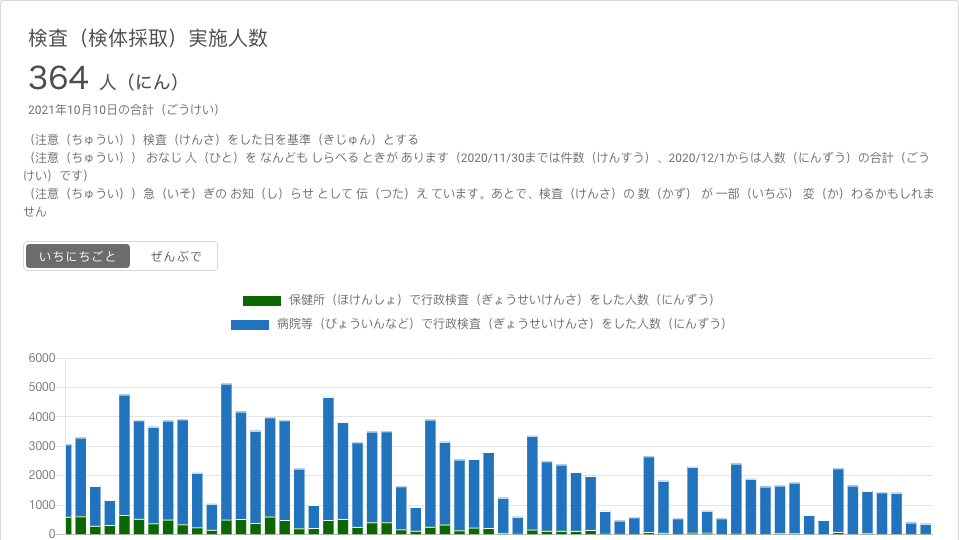 検査（検体採取）実施人数
364 人（にん）
2021年10月10日の合計（ごうけい）
（注意（ちゅうい））検査（けんさ）をした日を基準（きじゅん）とする
（注意（ちゅうい）） おなじ 人（ひと）を なんども しらべる ときが あります（2020/11/30までは件数（けんすう）、2020/12/1からは人数（にんずう）の合計（ごう
けい）です）
（注意（ちゅうい））急（いそ）ぎの お知（し）らせ として 伝（つた）え ています。あとで、検査（けんさ）の 数（かず） が 一部（いちぶ） 変（か）わるかもしれま
せん
いちにちごと ぜんぶで
保健所（ほけんしょ）で行政検査（ぎょうせいけんさ）をした人数（にんずう）
病院等（びょういんなど）で行政検査（ぎょうせいけんさ）をした人数（にんずう）
6000
5000
4000
3000
2000
1000
0